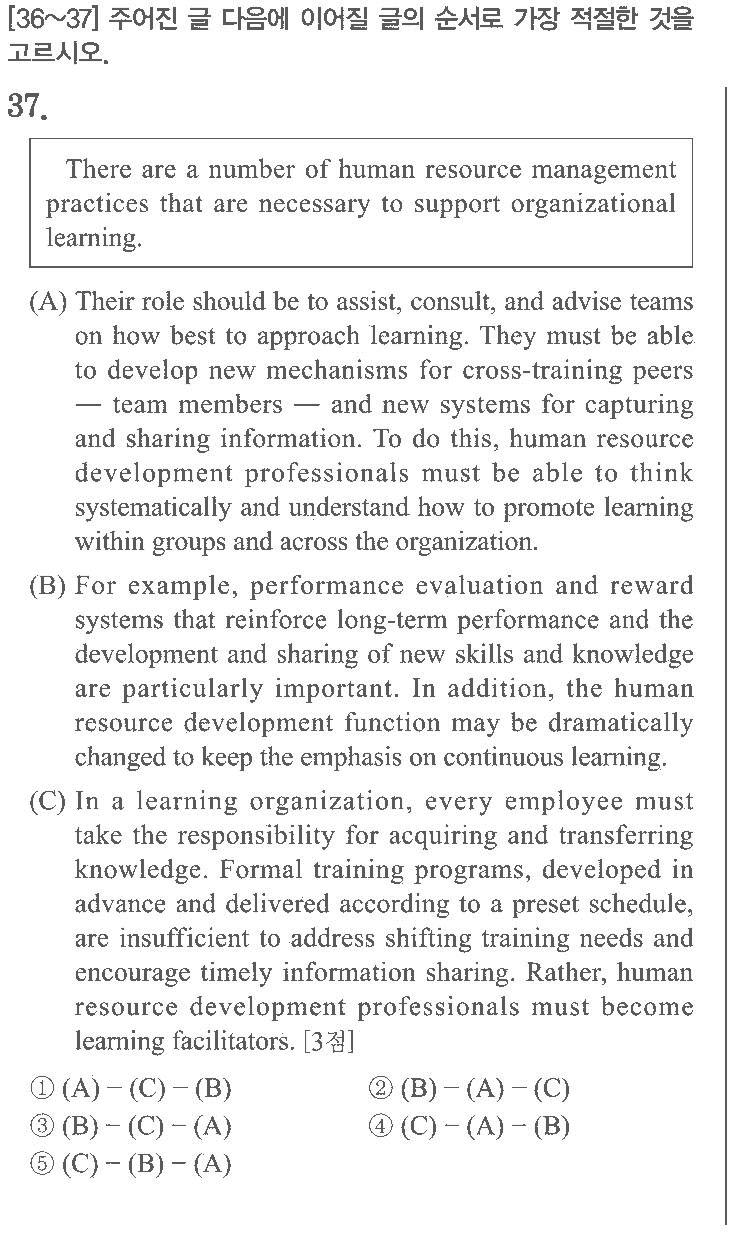 [36~37] 주어진 글 다음에 이어질 글의 순서로 가장 적절한 것을
고르시오.
37.
There are a number of human resource management
practices that are necessary to support organizational
learning.
(A) Their role should be to assist, consult, and advise teams
on how best to approach learning. They must be able
to develop new mechanisms for cross-training peers
— team members — and new systems for capturing
and sharing information. To do this, human resource
development professionals must be able to think
systematically and understand how to promote learning
within groups and across the organization.
(B) For example, performance evaluation and reward
systems that reinforce long-term performance and the
development and sharing of new skills and knowledge
are particularly important. In addition, the human
resource development function may be dramatically
changed to keep the emphasis on continuous learning.
(C) In a learning organization, every employee must
take the responsibility for acquiring and transferring
knowledge. Formal training programs, developed in
advance and delivered according to a preset schedule,
are insufficient to address shifting training needs and
encourage timely information sharing. Rather, human
resource development professionals must become
learning facilitators. [3점]
① (A) − (C) − (B) ② (B) − (A) − (C)
③ (B) − (C) − (A) ④ (C) − (A) − (B)
⑤ (C) − (B) − (A)